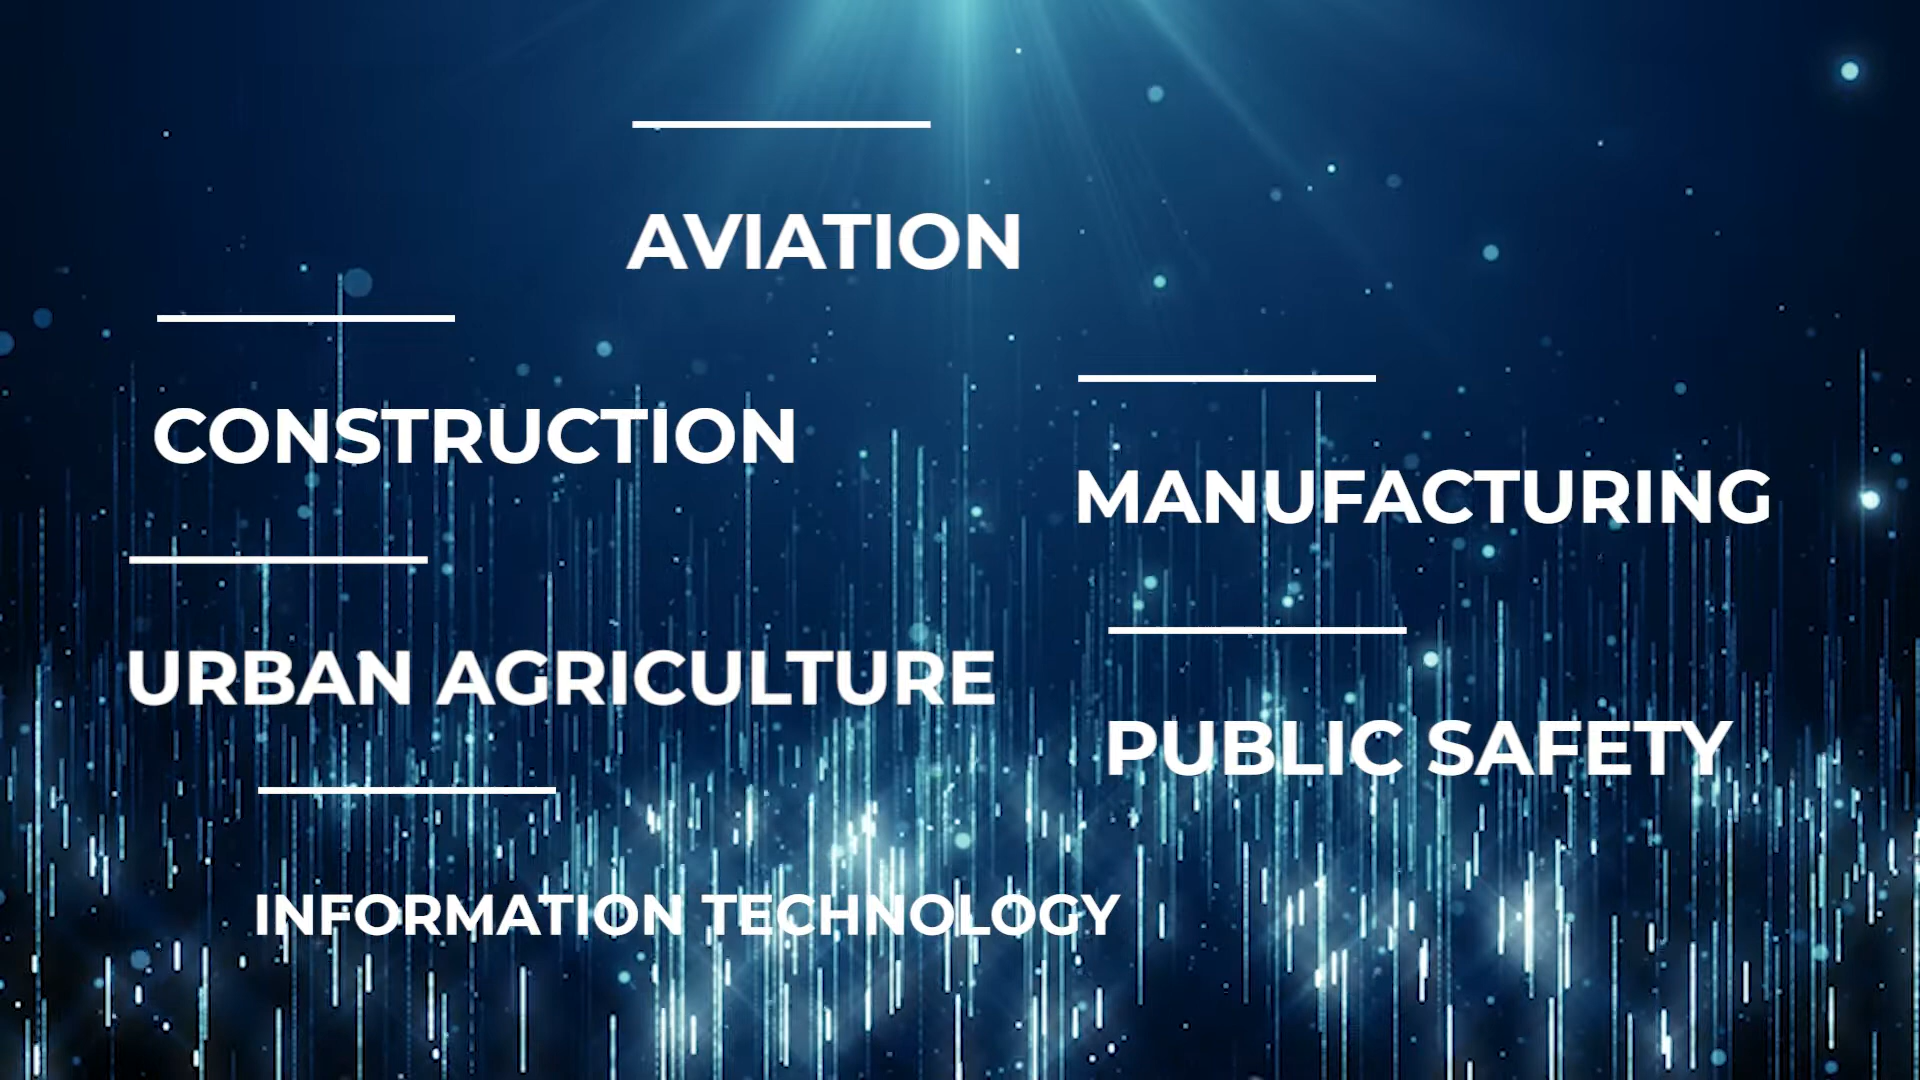 AVIATION
CONSTRUCTION
MANUFACTURING
URBAN AGRICULTURE
PUBLIC SAFETY
INFORMATION TECHNOLOGY